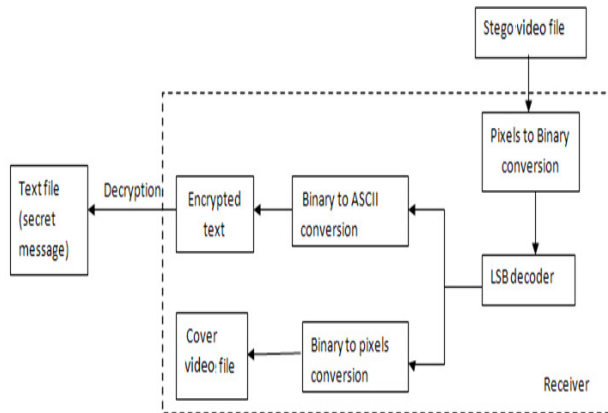 Stego video file
Pixels to Binary
conversion
Text file
(secret
message)
Decryption
Encrypted
text
Binary to ASCII
conversion
LSB decoder
Cover
video file
Binary to pixels
conversion
Receiver